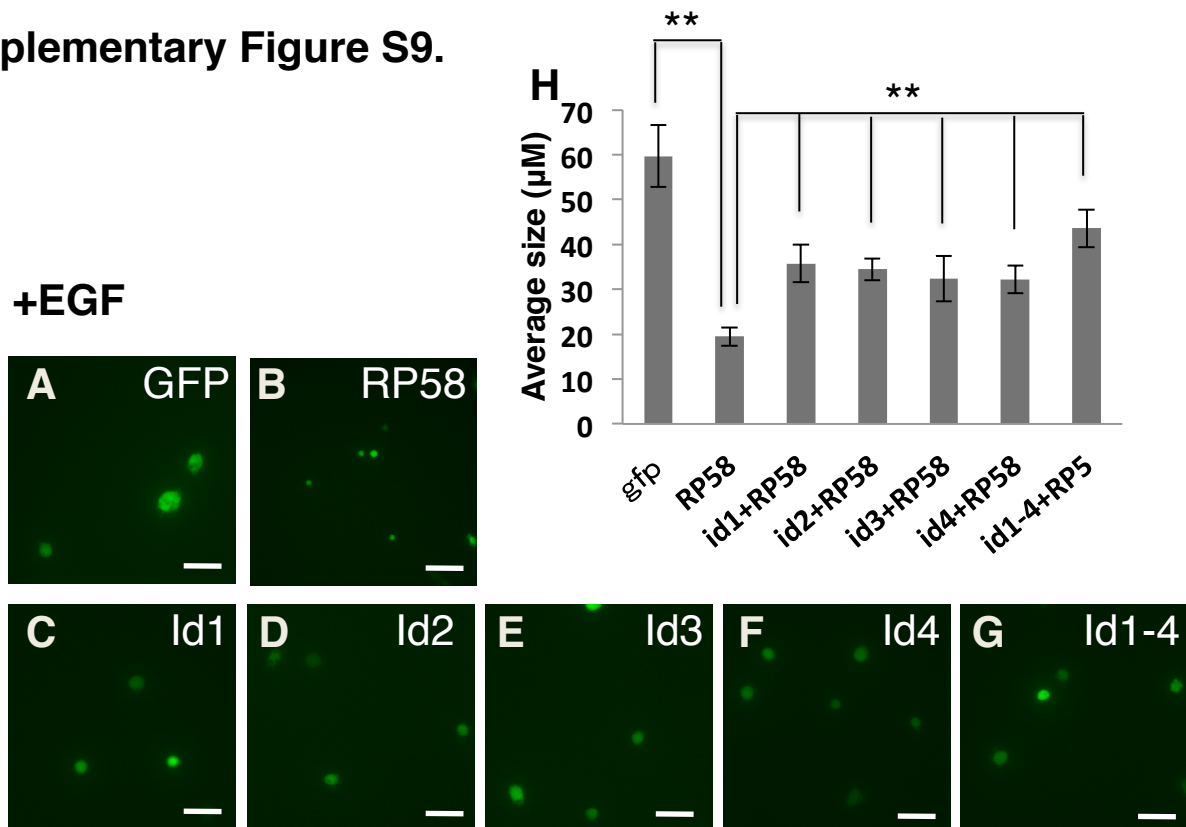 plementary Figure S9.
+EGF
A GFP
B RP58
C Id1
D Id2
E Id3
F Id4
G Id1-4
H
**
**
Average size (µM)
70
60
50
40
30
20
10
0
gfp
RP58
id1+RP58
id2+RP58
id3+RP58
id4+RP58
id1-4+RP5